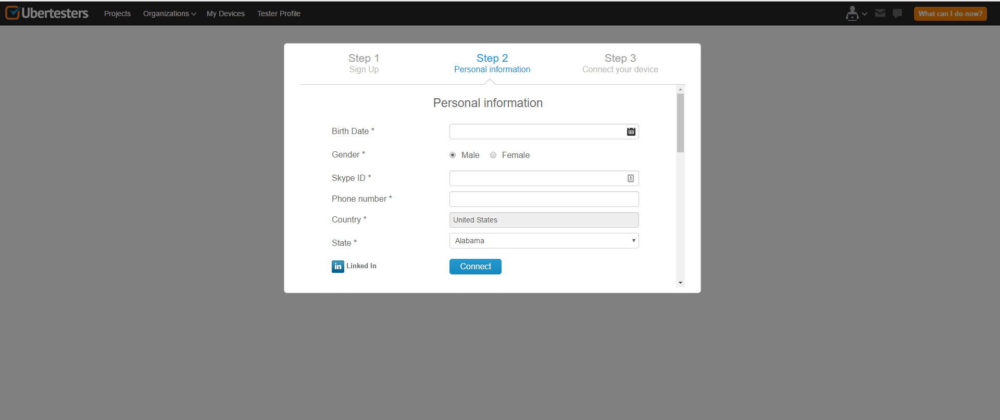 Ubertesters Projects Organizations My Devices Tester Profile What can I do now?
Step 1 Step 2 Step 3
Sign Up Personal information Connect your device
Personal information
Birth Date *
Gender * Male Female
Skype ID *
Phone number *
Country * United States
State * Alabama
in Linked In Connect